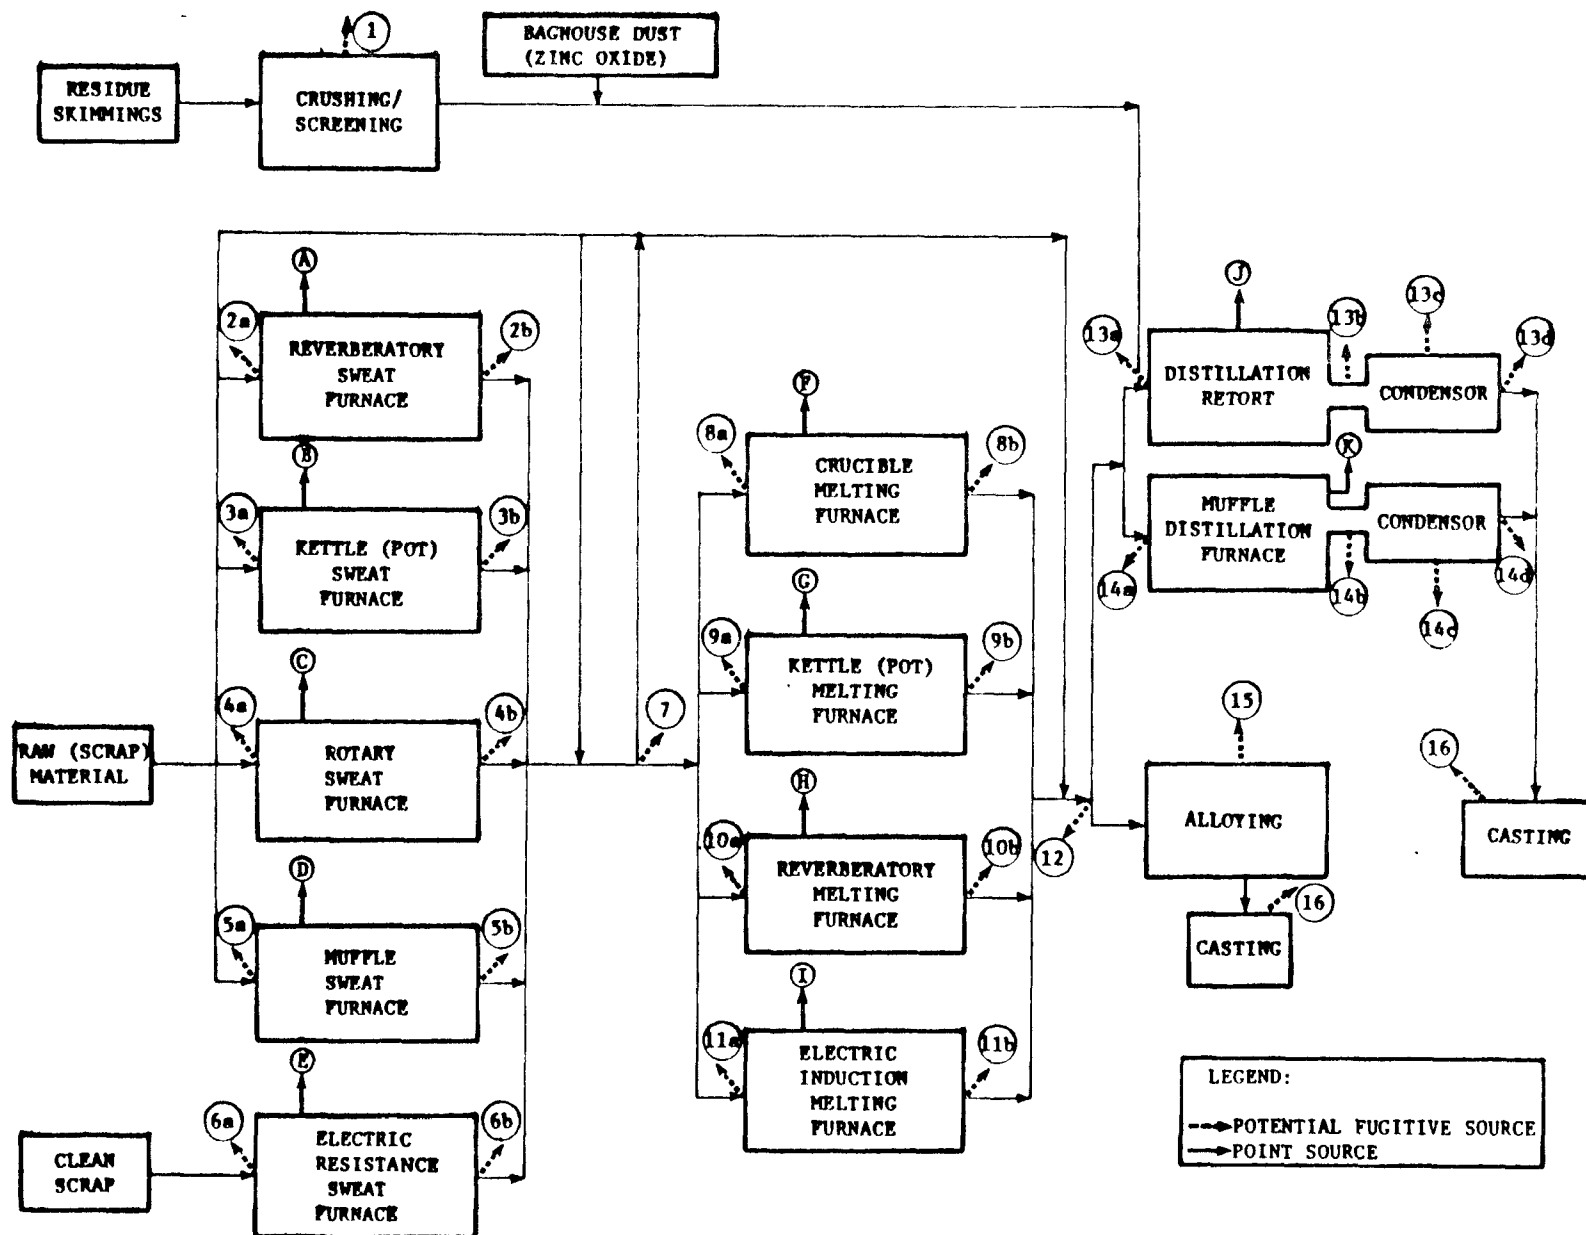 1
BAGHOUSE DUST
(ZINC OXIDE)
RESIDUE
SKIMMINGS
CRUSHING/
SCREENING
A
2a
2b
REVERBERATORY
SWEAT
FURNACE
B
3a
3b
KETTLE (POT)
SWEAT
FURNACE
C
4a
4b
RAW (SCRAP)
MATERIAL
ROTARY
SWEAT
FURNACE
7
D
5a
5b
MUFFLE
SWEAT
FURNACE
E
6a
6b
CLEAN
SCRAP
ELECTRIC
RESISTANCE
SWEAT
FURNACE
F
8a
8b
CRUCIBLE
MELTING
FURNACE
G
9a
9b
KETTLE (POT)
MELTING
FURNACE
H
10a
10b
REVERBERATORY
MELTING
FURNACE
I
11a
11b
ELECTRIC
INDUCTION
MELTING
FURNACE
12
J
13a
13b
13c
13d
DISTILLATION
RETORT
CONDENSOR
K
MUFFLE
DISTILLATION
FURNACE
CONDENSOR
14a
14b
14c
14d
15
ALLOYING
16
CASTING
16
CASTING
LEGEND:
POTENTIAL FUGITIVE SOURCE
POINT SOURCE